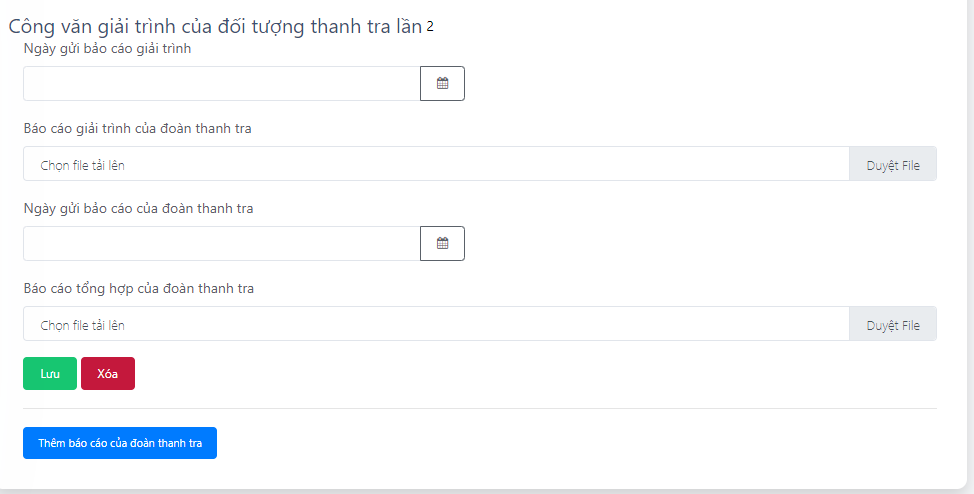 Công văn giải trình của đối tượng thanh tra lần 2
Ngày gửi báo cáo giải trình
Báo cáo giải trình của đoàn thanh tra
Chọn file tải lên
Duyệt File
Ngày gửi báo cáo của đoàn thanh tra
Báo cáo tổng hợp của đoàn thanh tra
Chọn file tải lên
Duyệt File
Lưu
Xóa
Thêm báo cáo của đoàn thanh tra